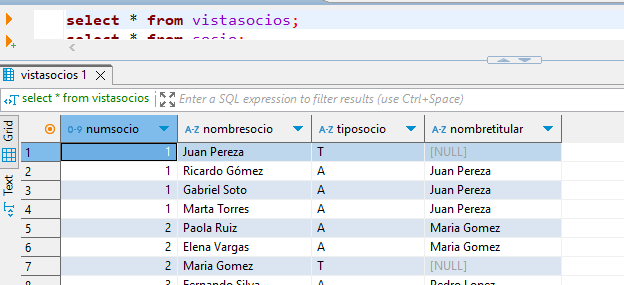 select * from vistasocios;
select * from socio;
vistasocios 1
select * from vistasocios Enter a SQL expression to filter results (use Ctrl+Space)
Grid
Text
0-9 numsocio A-Z nombresocio A-Z tiposocio A-Z nombretitular
1 1 Juan Pereza T [NULL]
2 1 Ricardo Gómez A Juan Pereza
3 1 Gabriel Soto A Juan Pereza
4 1 Marta Torres A Juan Pereza
5 2 Paola Ruiz A Maria Gomez
6 2 Elena Vargas A Maria Gomez
7 2 Maria Gomez T [NULL]
8 3 Fernando Silva A Pedro Lopez